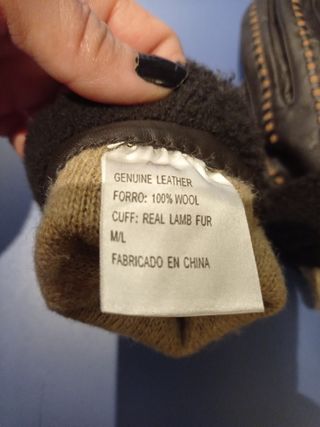 GENUINE LEATHER
FORRO: 100% WOOL
CUFF: REAL LAMB FUR
M/L
FABRICADO EN CHINA